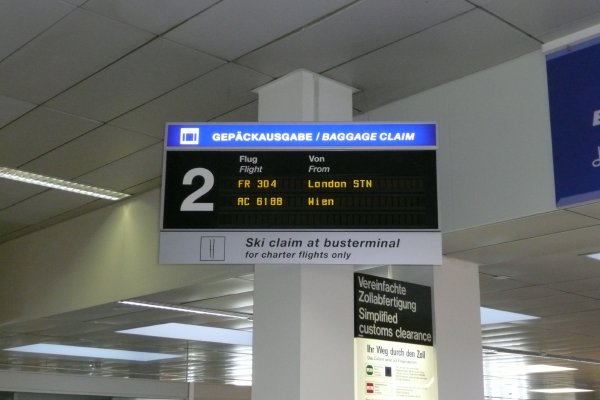 GEPÄCKAUSGABE / BAGGAGE CLAIM
2
Flug Von
Flight From
FR 304 London STN
AC 6188 Wien
Ski claim at busterminal
for charter flights only
Vereinfachte
Zollabfertigung
Simplified
customs clearance
Ihr Weg durch den Zoll